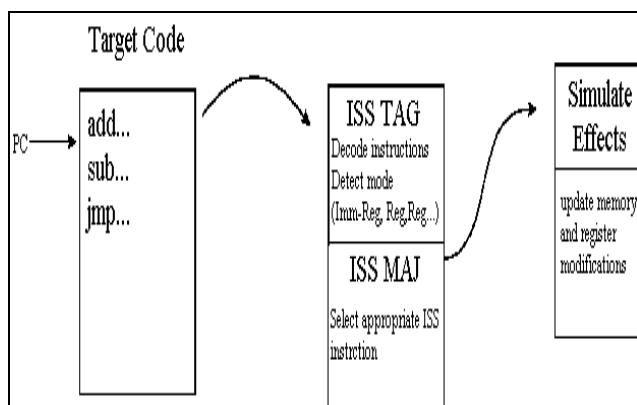 Target Code
PC
add...
sub...
jmp...
ISS TAG
Decode instructions
Detect mode
(Imm-Reg, Reg,Reg...)
ISS MAJ
Select appropriate ISS
instrction
Simulate
Effects
update memory
and register
modifications